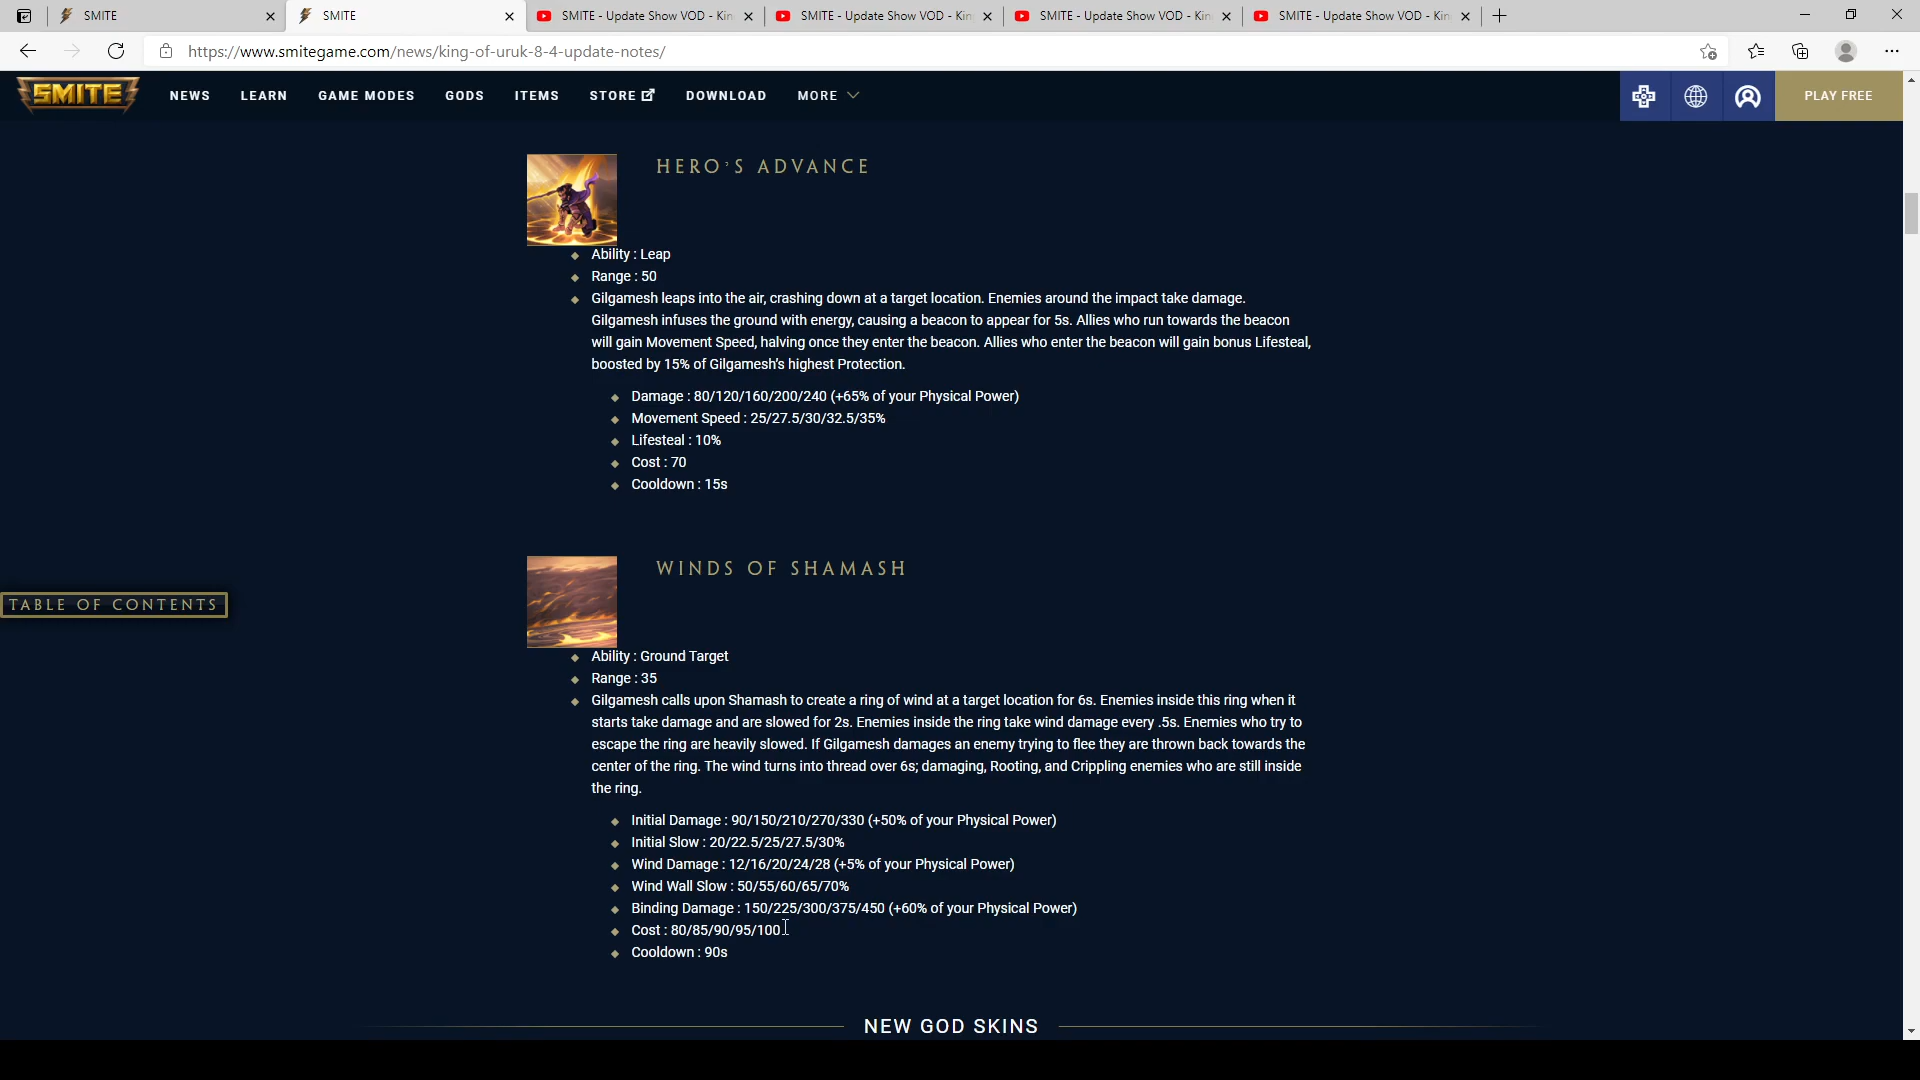 SMITE
SMITE
SMITE - Update Show VOD - Kin
SMITE - Update Show VOD - Kin
SMITE - Update Show VOD - Kin
SMITE - Update Show VOD - Kin
https://www.smitegame.com/news/king-of-uruk-8-4-update-notes/
SMITE
NEWS
LEARN
GAME MODES
GODS
ITEMS
STORE
DOWNLOAD
MORE
PLAY FREE
HERO'S ADVANCE
Ability : Leap
Range : 50
Gilgamesh leaps into the air, crashing down at a target location. Enemies around the impact take damage.
Gilgamesh infuses the ground with energy, causing a beacon to appear for 5s. Allies who run towards the beacon
will gain Movement Speed, halving once they enter the beacon. Allies who enter the beacon will gain bonus Lifesteal,
boosted by 15% of Gilgamesh's highest Protection.
Damage : 80/120/160/200/240 (+65% of your Physical Power)
Movement Speed : 25/27.5/30/32.5/35%
Lifesteal : 10%
Cost : 70
Cooldown : 15s
WINDS OF SHAMASH
TABLE OF CONTENTS
Ability : Ground Target
Range : 35
Gilgamesh calls upon Shamash to create a ring of wind at a target location for 6s. Enemies inside this ring when it
starts take damage and are slowed for 2s. Enemies inside the ring take wind damage every .5s. Enemies who try to
escape the ring are heavily slowed. If Gilgamesh damages an enemy trying to flee they are thrown back towards the
center of the ring. The wind turns into thread over 6s; damaging, Rooting, and Crippling enemies who are still inside
the ring.
Initial Damage : 90/150/210/270/330 (+50% of your Physical Power)
Initial Slow : 20/22.5/25/27.5/30%
Wind Damage : 12/16/20/24/28 (+5% of your Physical Power)
Wind Wall Slow : 50/55/60/65/70%
Binding Damage : 150/225/300/375/450 (+60% of your Physical Power)
Cost : 80/85/90/95/100
Cooldown : 90s
NEW GOD SKINS